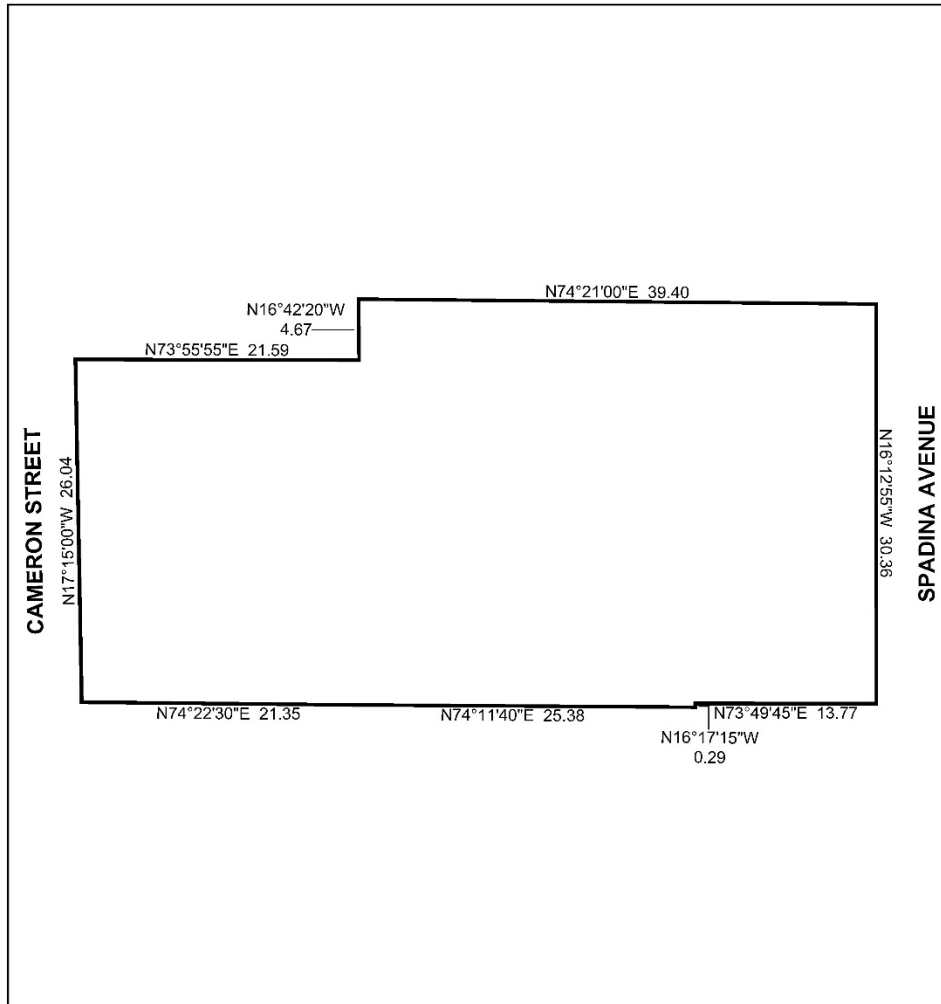 N74°21'00"E 39.40
N16°42'20"W
4.67
N73°55'55"E 21.59
CAMERON STREET
N17°15'00"W 26.04
N16°12'55"W 30.36
SPADINA AVENUE
N74°22'30"E 21.35
N74°11'40"E 25.38
N73°49'45"E 13.77
N16°17'15"W
0.29